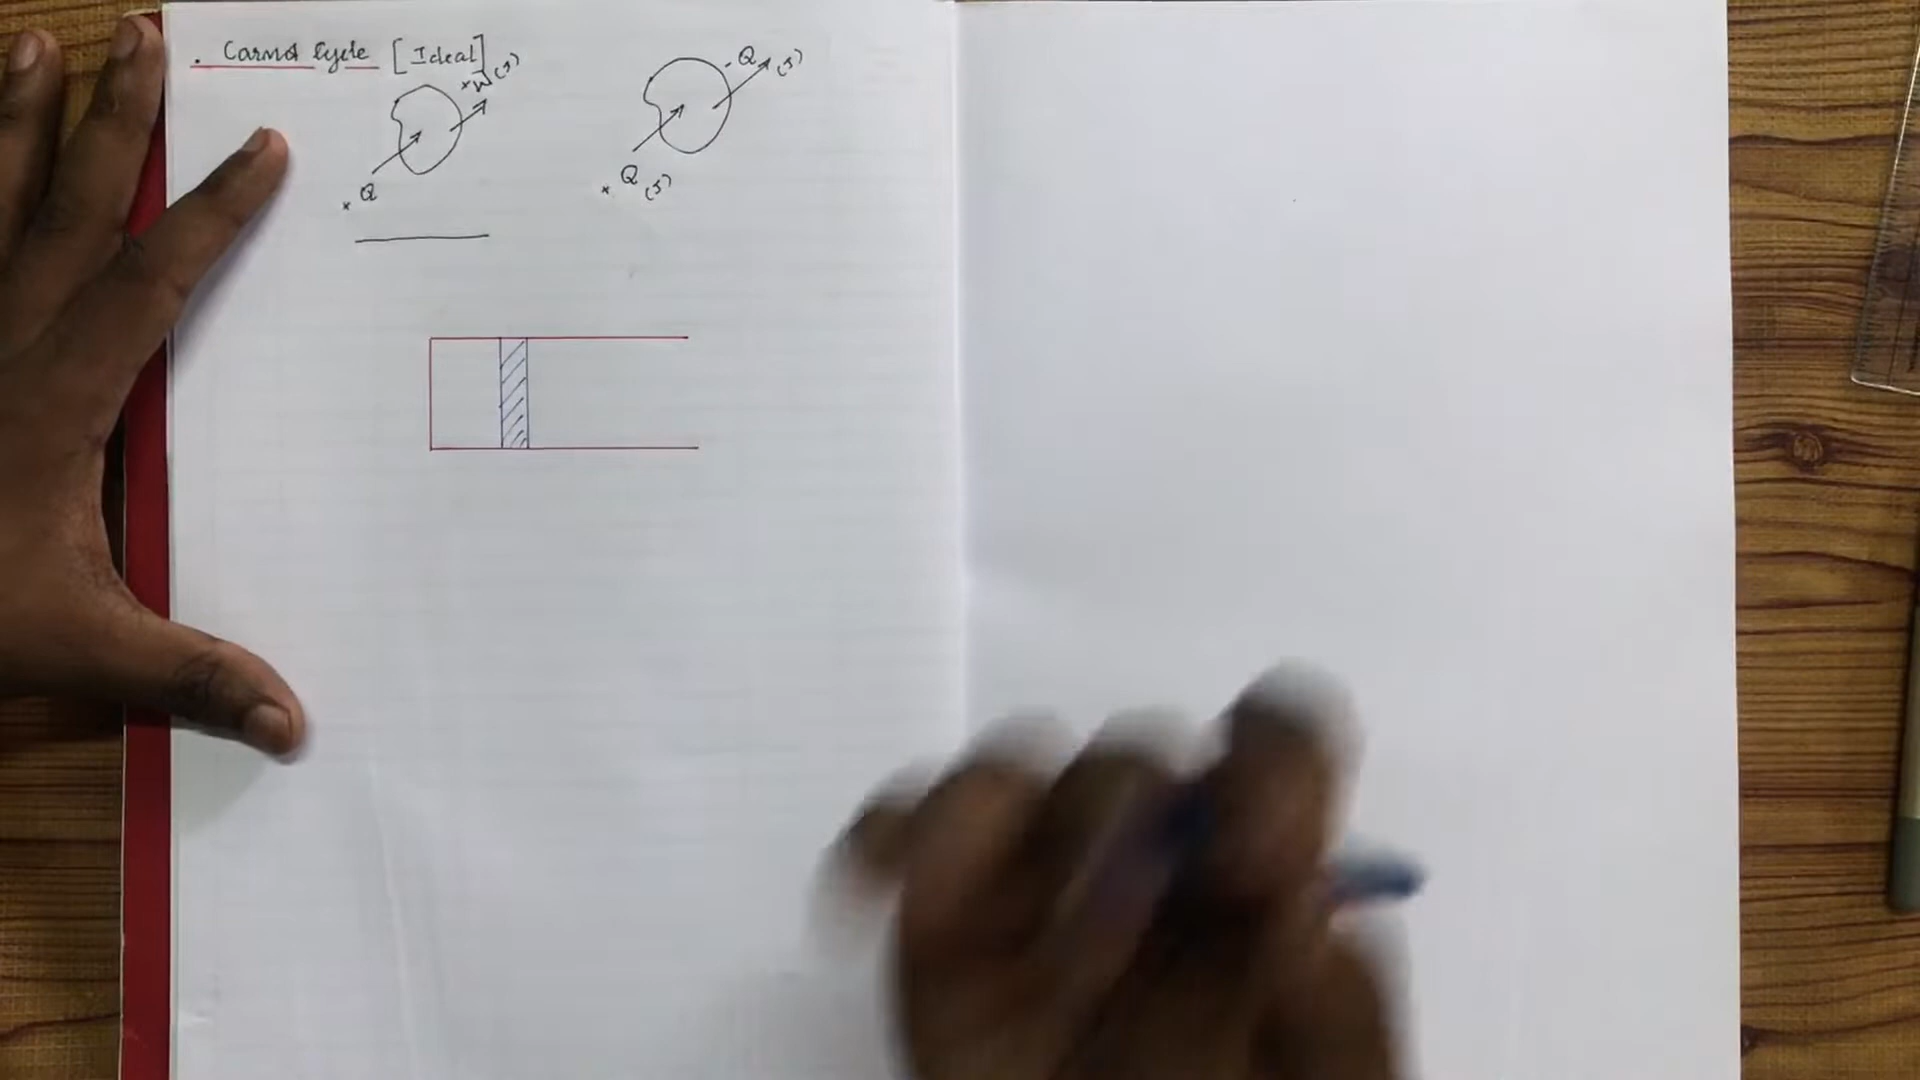 . Carnot Cycle [Ideal]
+W (J)
+ Q
- Q (J)
+ Q (J)